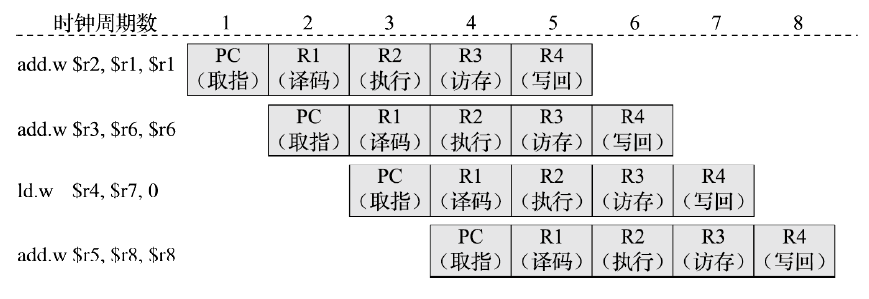 时钟周期数 1 2 3 4 5 6 7 8
add.w $r2, $r1, $r1 PC R1 R2 R3 R4
（取指） （译码） （执行） （访存） （写回）
add.w $r3, $r6, $r6 PC R1 R2 R3 R4
（取指） （译码） （执行） （访存） （写回）
ld.w $r4, $r7, 0 PC R1 R2 R3 R4
（取指） （译码） （执行） （访存） （写回）
add.w $r5, $r8, $r8 PC R1 R2 R3 R4
（取指） （译码） （执行） （访存） （写回）